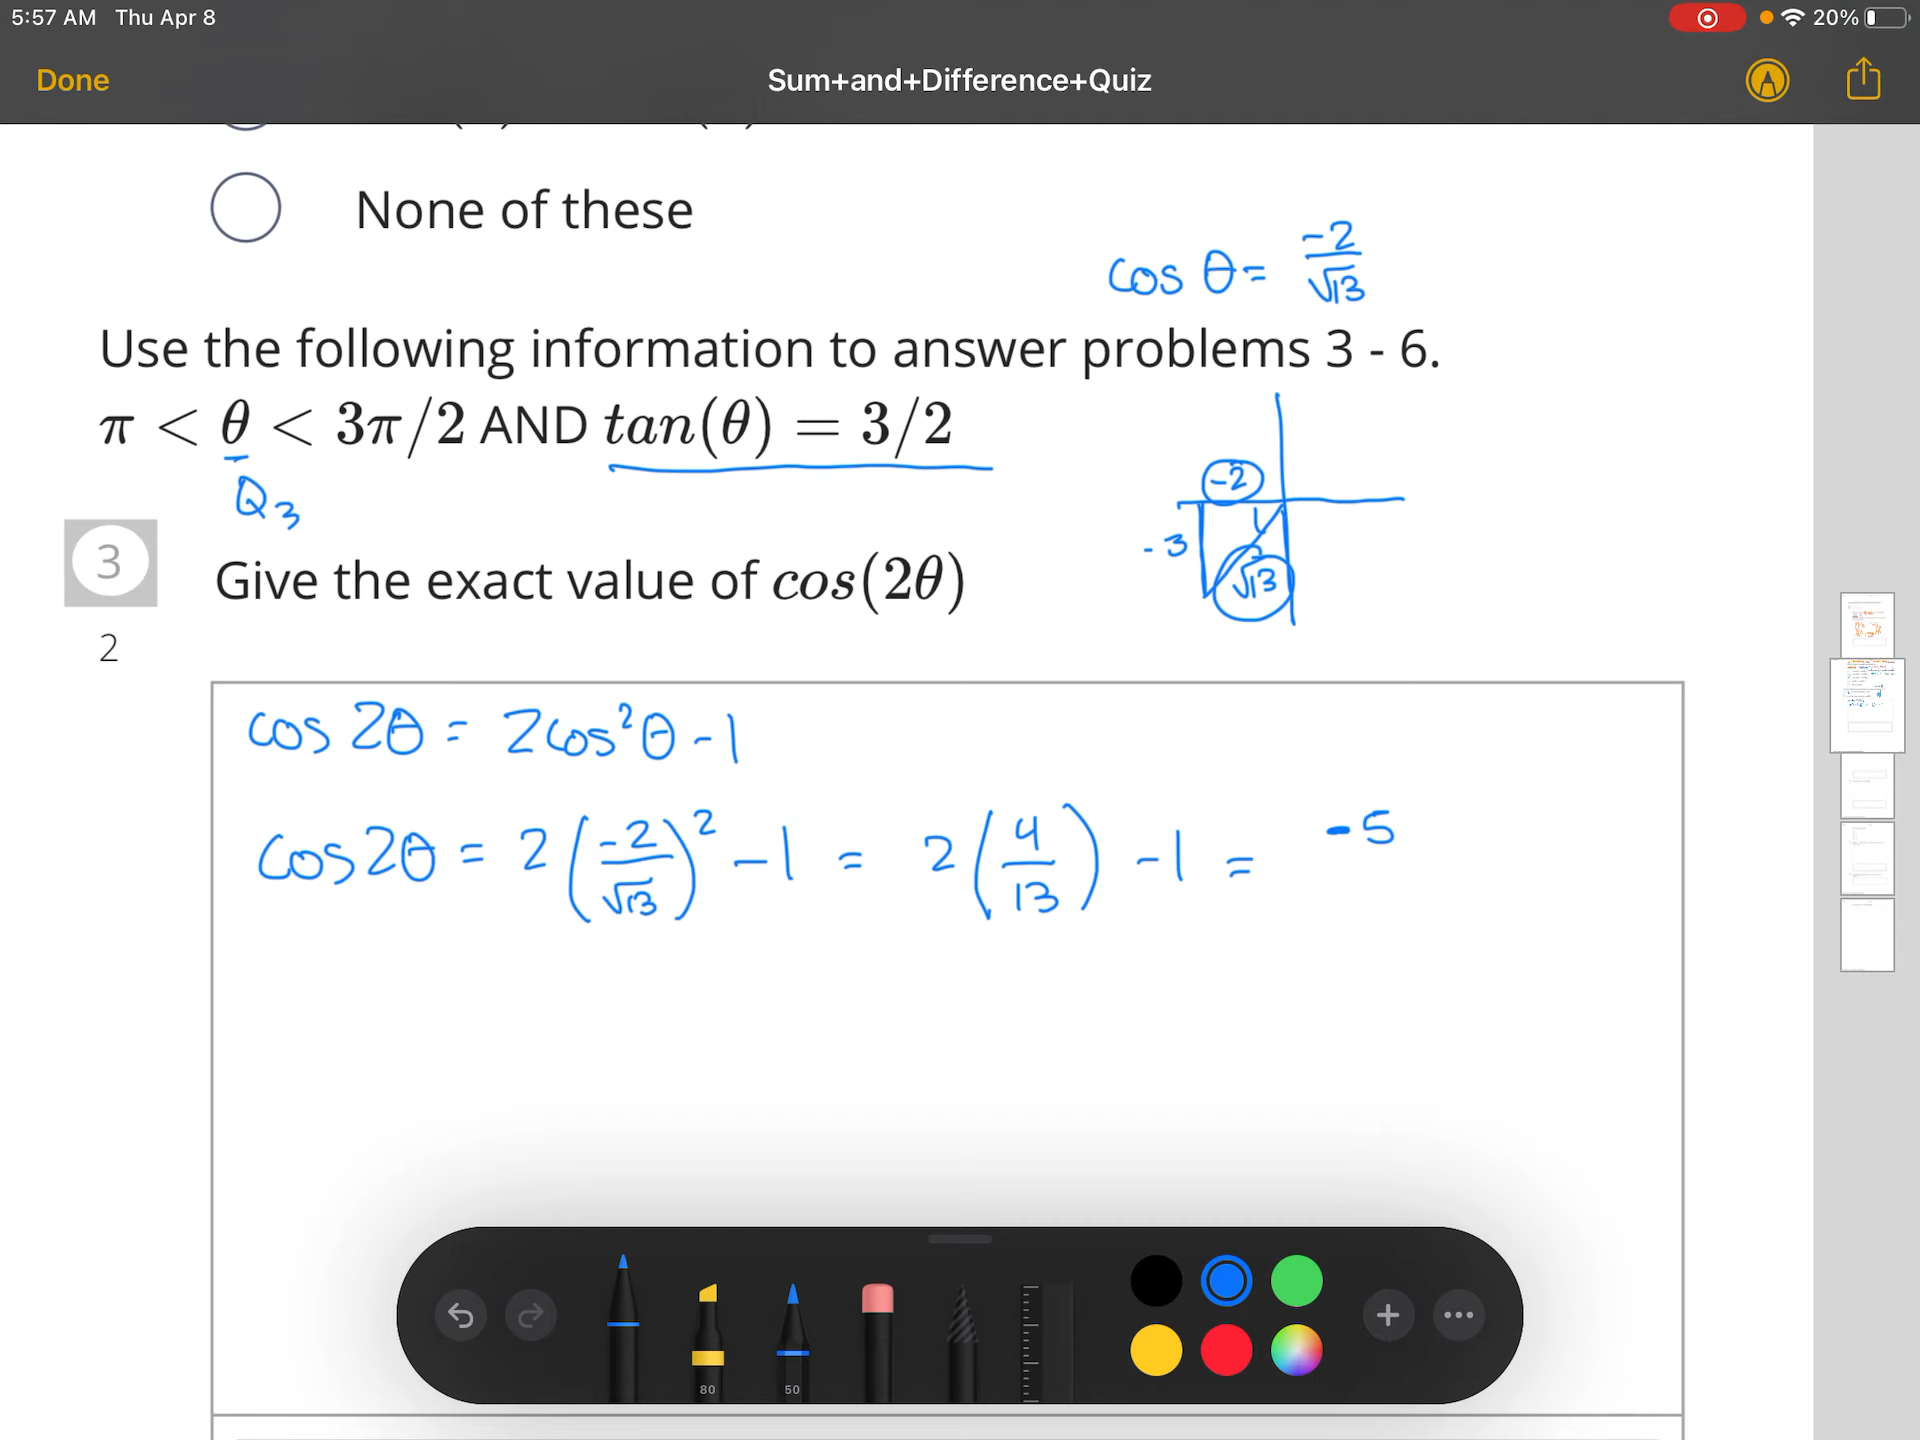 5:57 AM Thu Apr 8 20%
Done Sum+and+Difference+Quiz
None of these
cos θ = -2/√13
Use the following information to answer problems 3 - 6.
π < θ < 3π/2 AND tan(θ) = 3/2
Q3
-2
-3
√13
3
Give the exact value of cos(2θ)
2
cos 2θ = 2cos²θ - 1
cos2θ = 2(-2/√13)² - 1 = 2(4/13) - 1 = -5
80 50